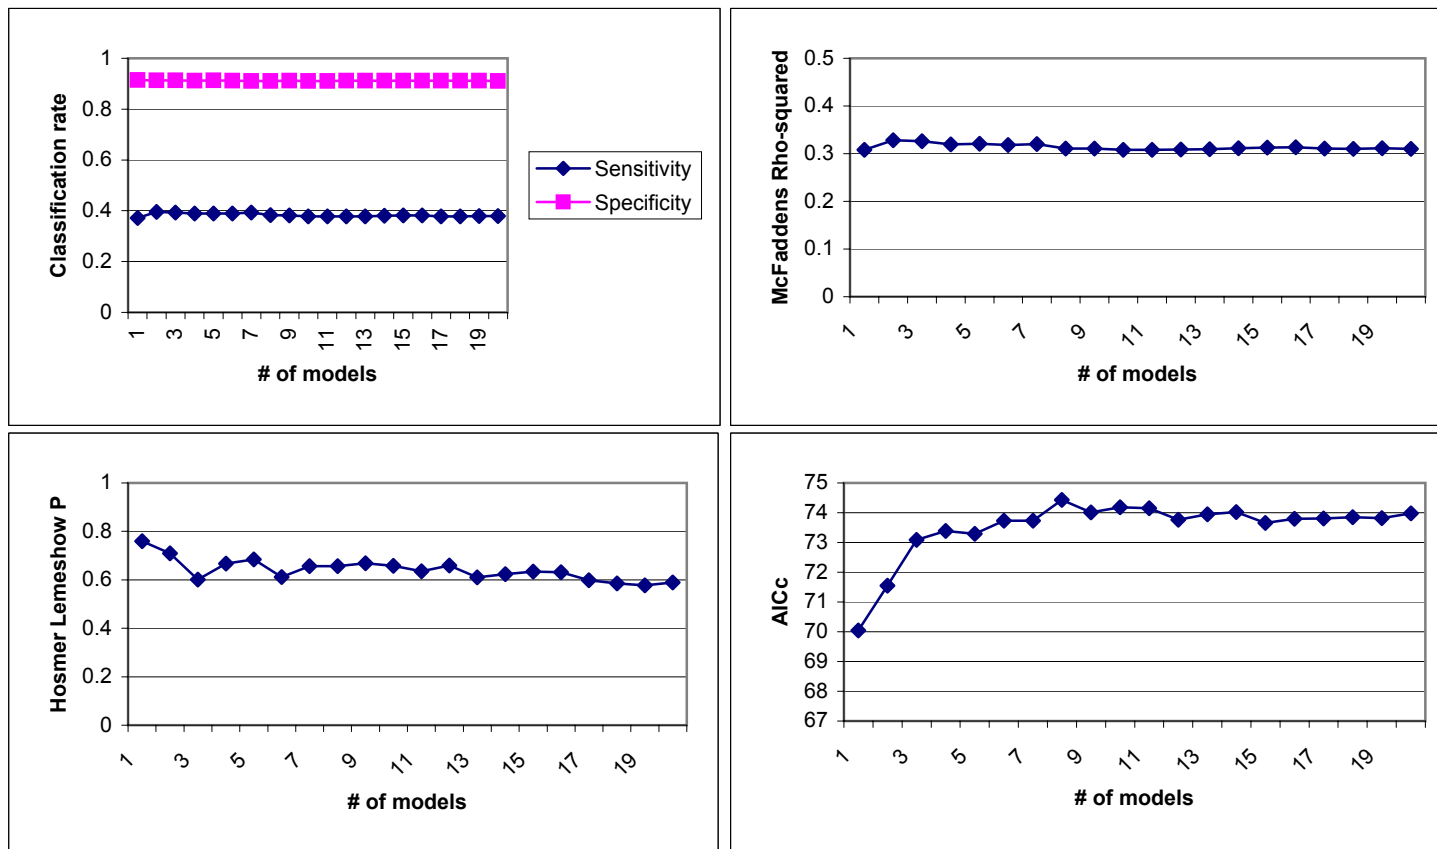 Classification rate
1
0.8
0.6
0.4
0.2
0
1 3 5 7 9 11 13 15 17 19
# of models
Sensitivity
Specificity
McFaddens Rho-squared
0.5
0.4
0.3
0.2
0.1
0
1 3 5 7 9 11 13 15 17 19
# of models
Hosmer Lemeshow P
1
0.8
0.6
0.4
0.2
0
1 3 5 7 9 11 13 15 17 19
# of models
AICc
75
74
73
72
71
70
69
68
67
1 3 5 7 9 11 13 15 17 19
# of models